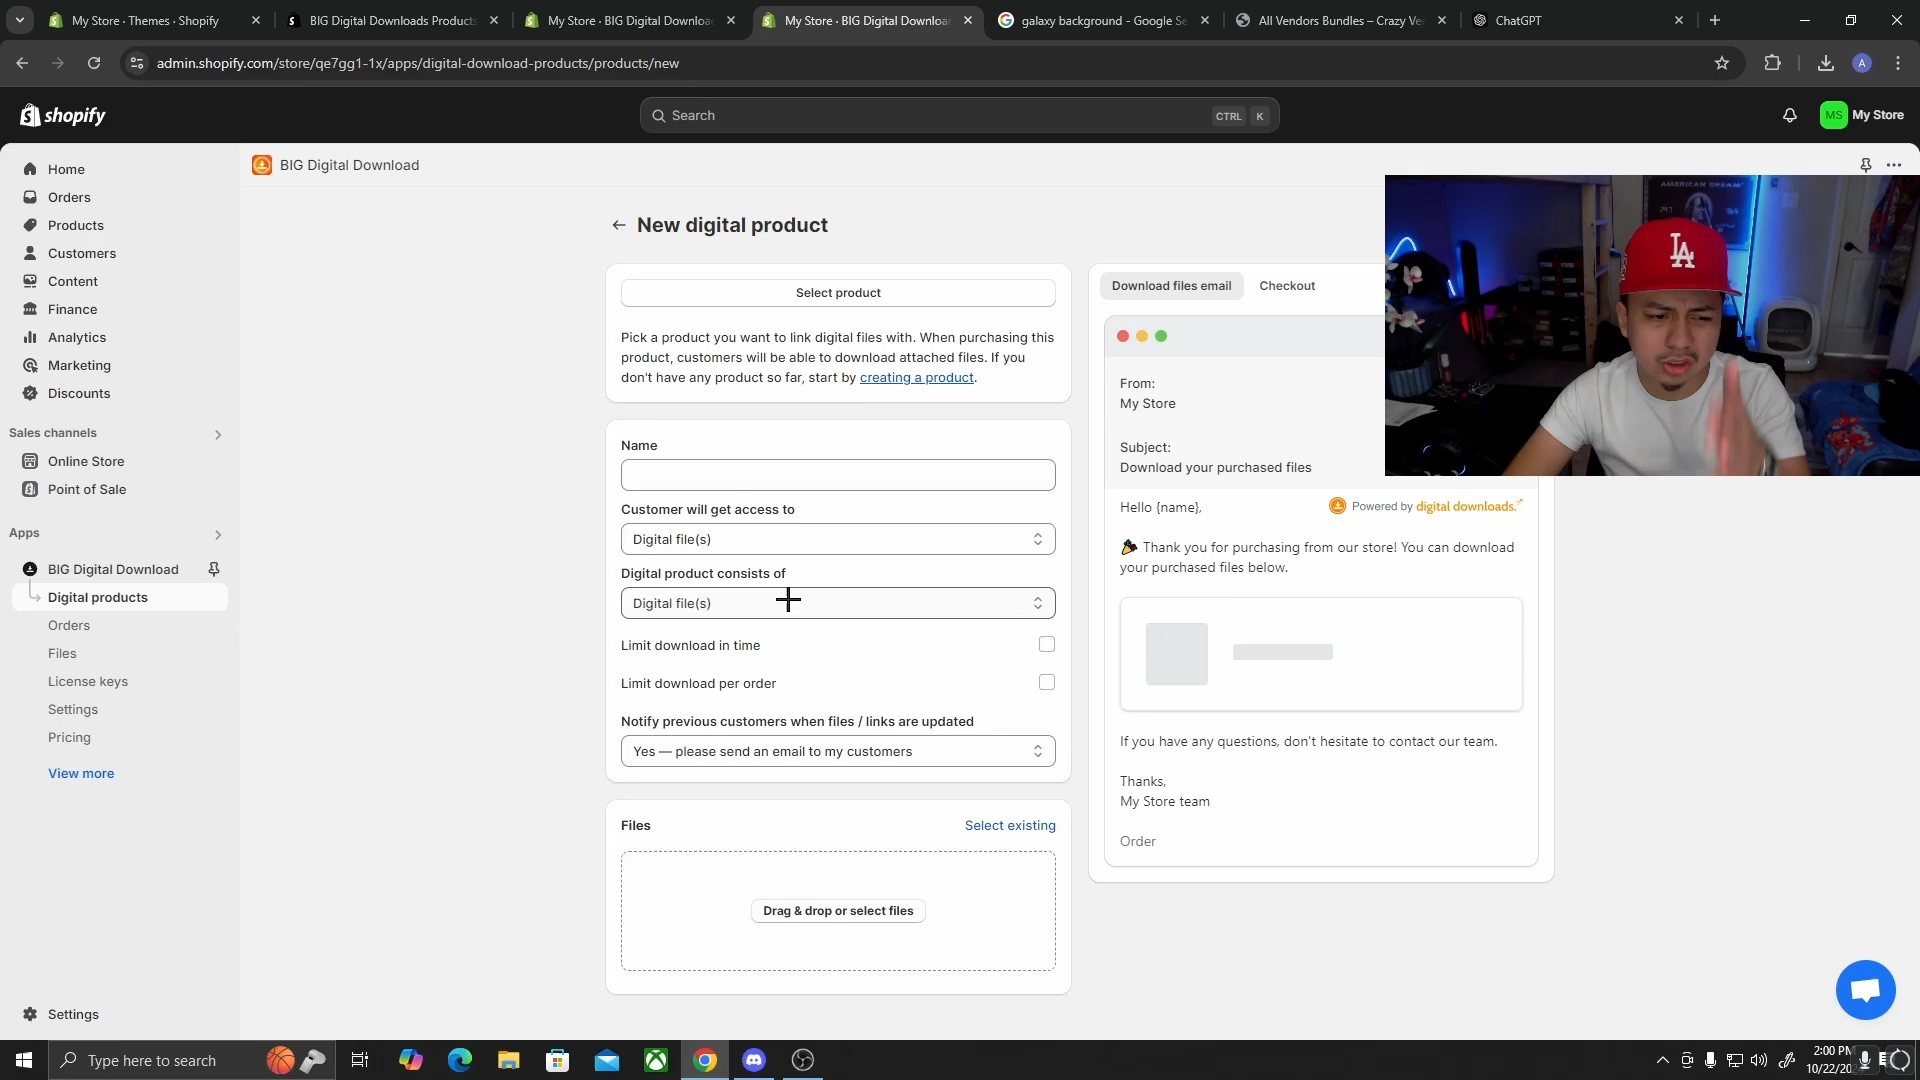 My Store · Themes · Shopify
BIG Digital Downloads Products
My Store · BIG Digital Downloa
My Store · BIG Digital Downloa
galaxy background - Google Se
All Vendors Bundles – Crazy Ve
ChatGPT
admin.shopify.com/store/qe7gg1-1x/apps/digital-download-products/products/new
A
shopify
Search
CTRL K
MS My Store
Home
Orders
Products
Customers
Content
Finance
Analytics
Marketing
Discounts
Sales channels
Online Store
Point of Sale
Apps
BIG Digital Download
Digital products
Orders
Files
License keys
Settings
Pricing
View more
Settings
BIG Digital Download
New digital product
Select product
Pick a product you want to link digital files with. When purchasing this
product, customers will be able to download attached files. If you
don't have any product so far, start by creating a product.
Name
Customer will get access to
Digital file(s)
Digital product consists of
Digital file(s)
Limit download in time
Limit download per order
Notify previous customers when files / links are updated
Yes — please send an email to my customers
Files
Select existing
Drag & drop or select files
Download files email
Checkout
From:
My Store
Subject:
Download your purchased files
Hello {name},
Powered by digital downloads.
🎉 Thank you for purchasing from our store! You can download
your purchased files below.
If you have any questions, don't hesitate to contact our team.
Thanks,
My Store team
Order
AMERICAN DREAM
LA
Type here to search
2:00 PM
10/22/20